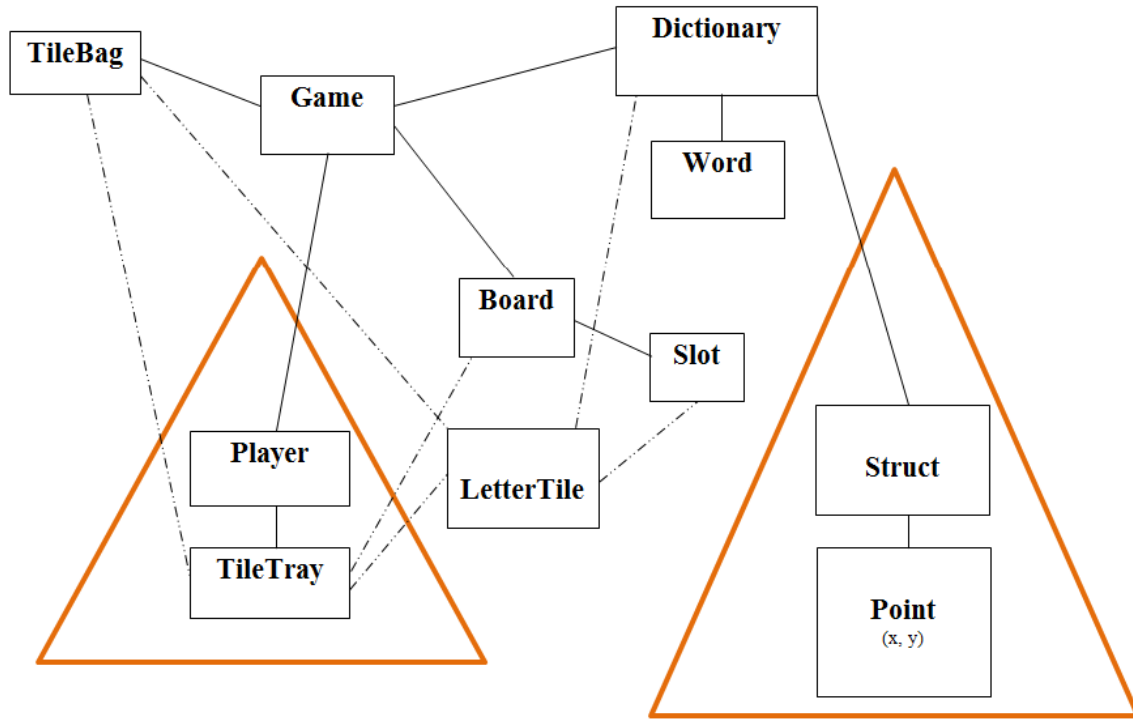 Dictionary
TileBag
Game
Word
Board
Slot
Player
LetterTile
Struct
TileTray
Point
(x, y)